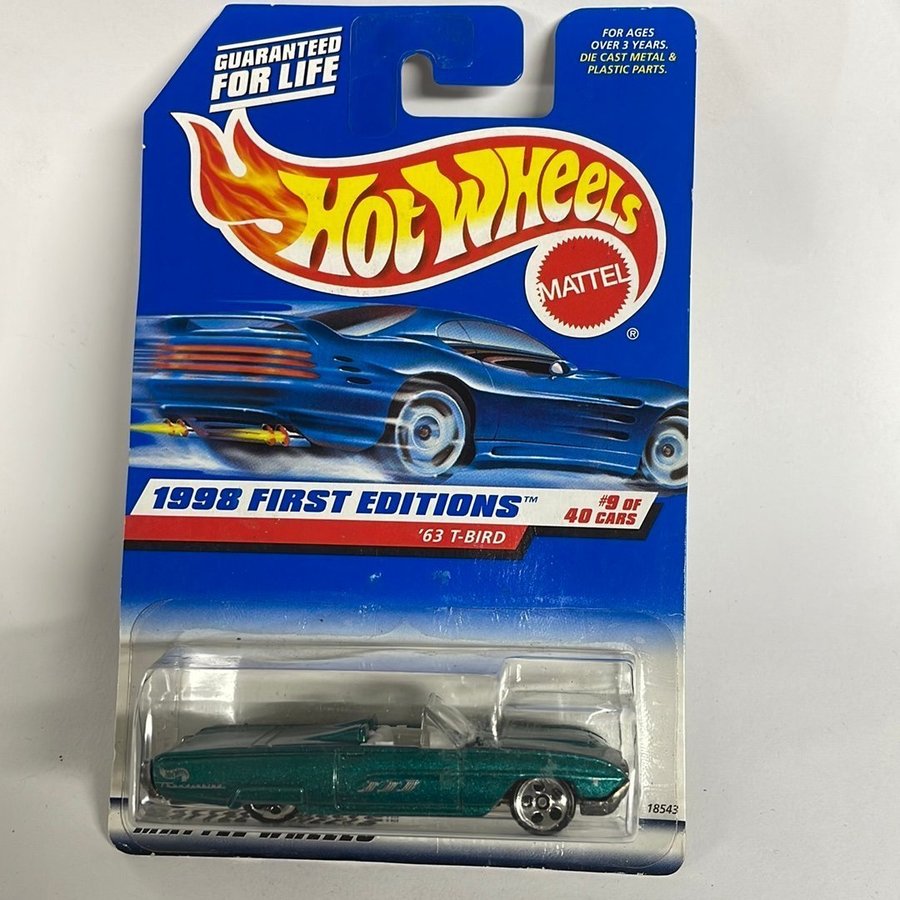 GUARANTEED
FOR LIFE
FOR AGES
OVER 3 YEARS.
DIE CAST METAL &
PLASTIC PARTS.
HOT WHEELS
MATTEL
®
1998 FIRST EDITIONS™
#9 OF
40 CARS
'63 T-BIRD
18543